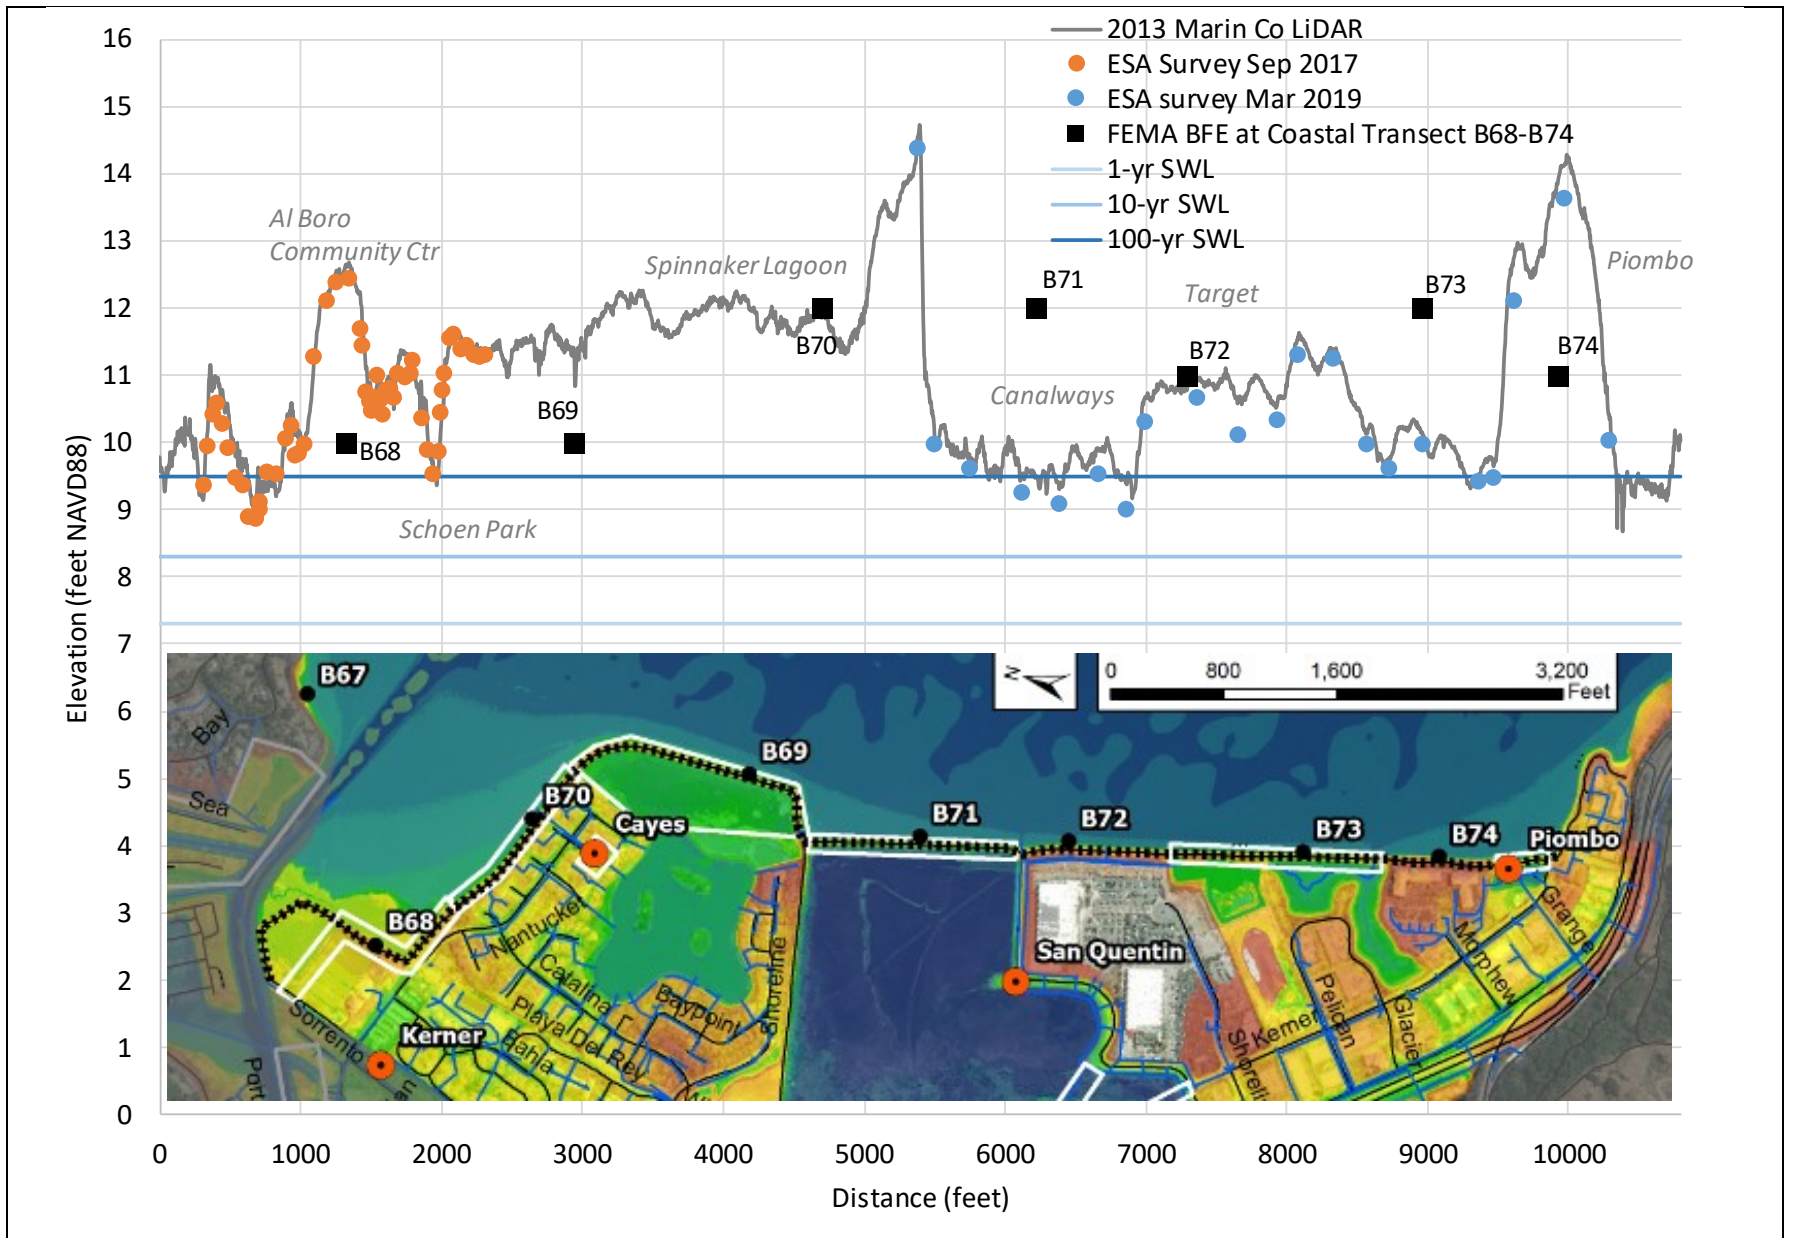 2013 Marin Co LiDAR
ESA Survey Sep 2017
ESA survey Mar 2019
FEMA BFE at Coastal Transect B68-B74
1-yr SWL
10-yr SWL
100-yr SWL
16
15
14
13
12
11
10
9
8
7
6
5
4
3
2
1
0
Elevation (feet NAVD88)
Al Boro
Community Ctr
Spinnaker Lagoon
Piombo
Target
B71
B73
B70
B72
B74
Canalways
B69
B68
Schoen Park
N
0 800 1,600 3,200
Feet
B67
Bay
Sea
B69
B70
Cayes
B71
B72
B73
B74
Piombo
B68
Nantucket
Catalina
Playa Del Rey
Bahia
Baypoint
Shoreline
San Quentin
Sorrento
Kerner
Port
Grange
Morphew
Pelican
Glacier
Kerner
0 1000 2000 3000 4000 5000 6000 7000 8000 9000 10000
Distance (feet)